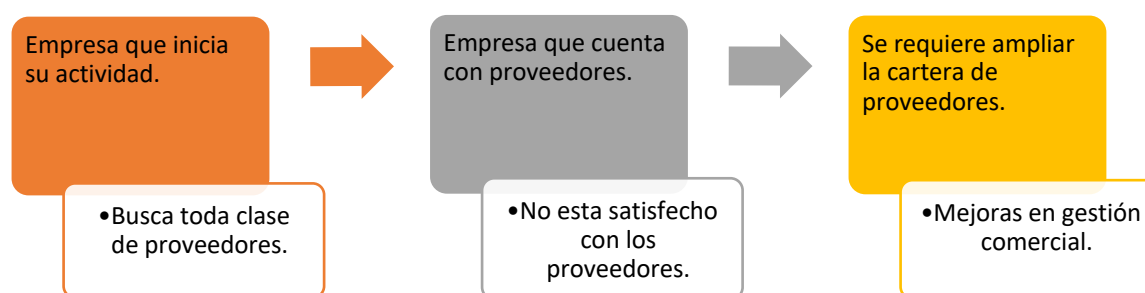 Empresa que inicia
su actividad.
•Busca toda clase
de proveedores.
Empresa que cuenta
con proveedores.
•No esta satisfecho
con los
proveedores.
Se requiere ampliar
la cartera de
proveedores.
•Mejoras en gestión
comercial.